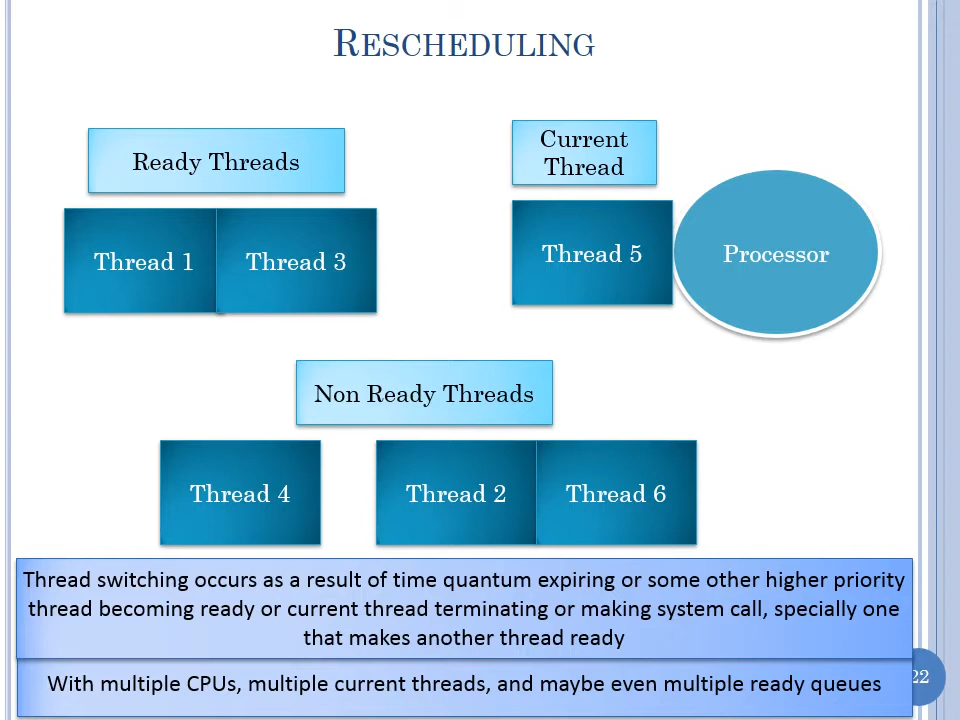 RESCHEDULING
Ready Threads
Current
Thread
Thread 1
Thread 3
Thread 5
Processor
Non Ready Threads
Thread 4
Thread 2
Thread 6
Thread switching occurs as a result of time quantum expiring or some other higher priority
thread becoming ready or current thread terminating or making system call, specially one
that makes another thread ready
With multiple CPUs, multiple current threads, and maybe even multiple ready queues
22